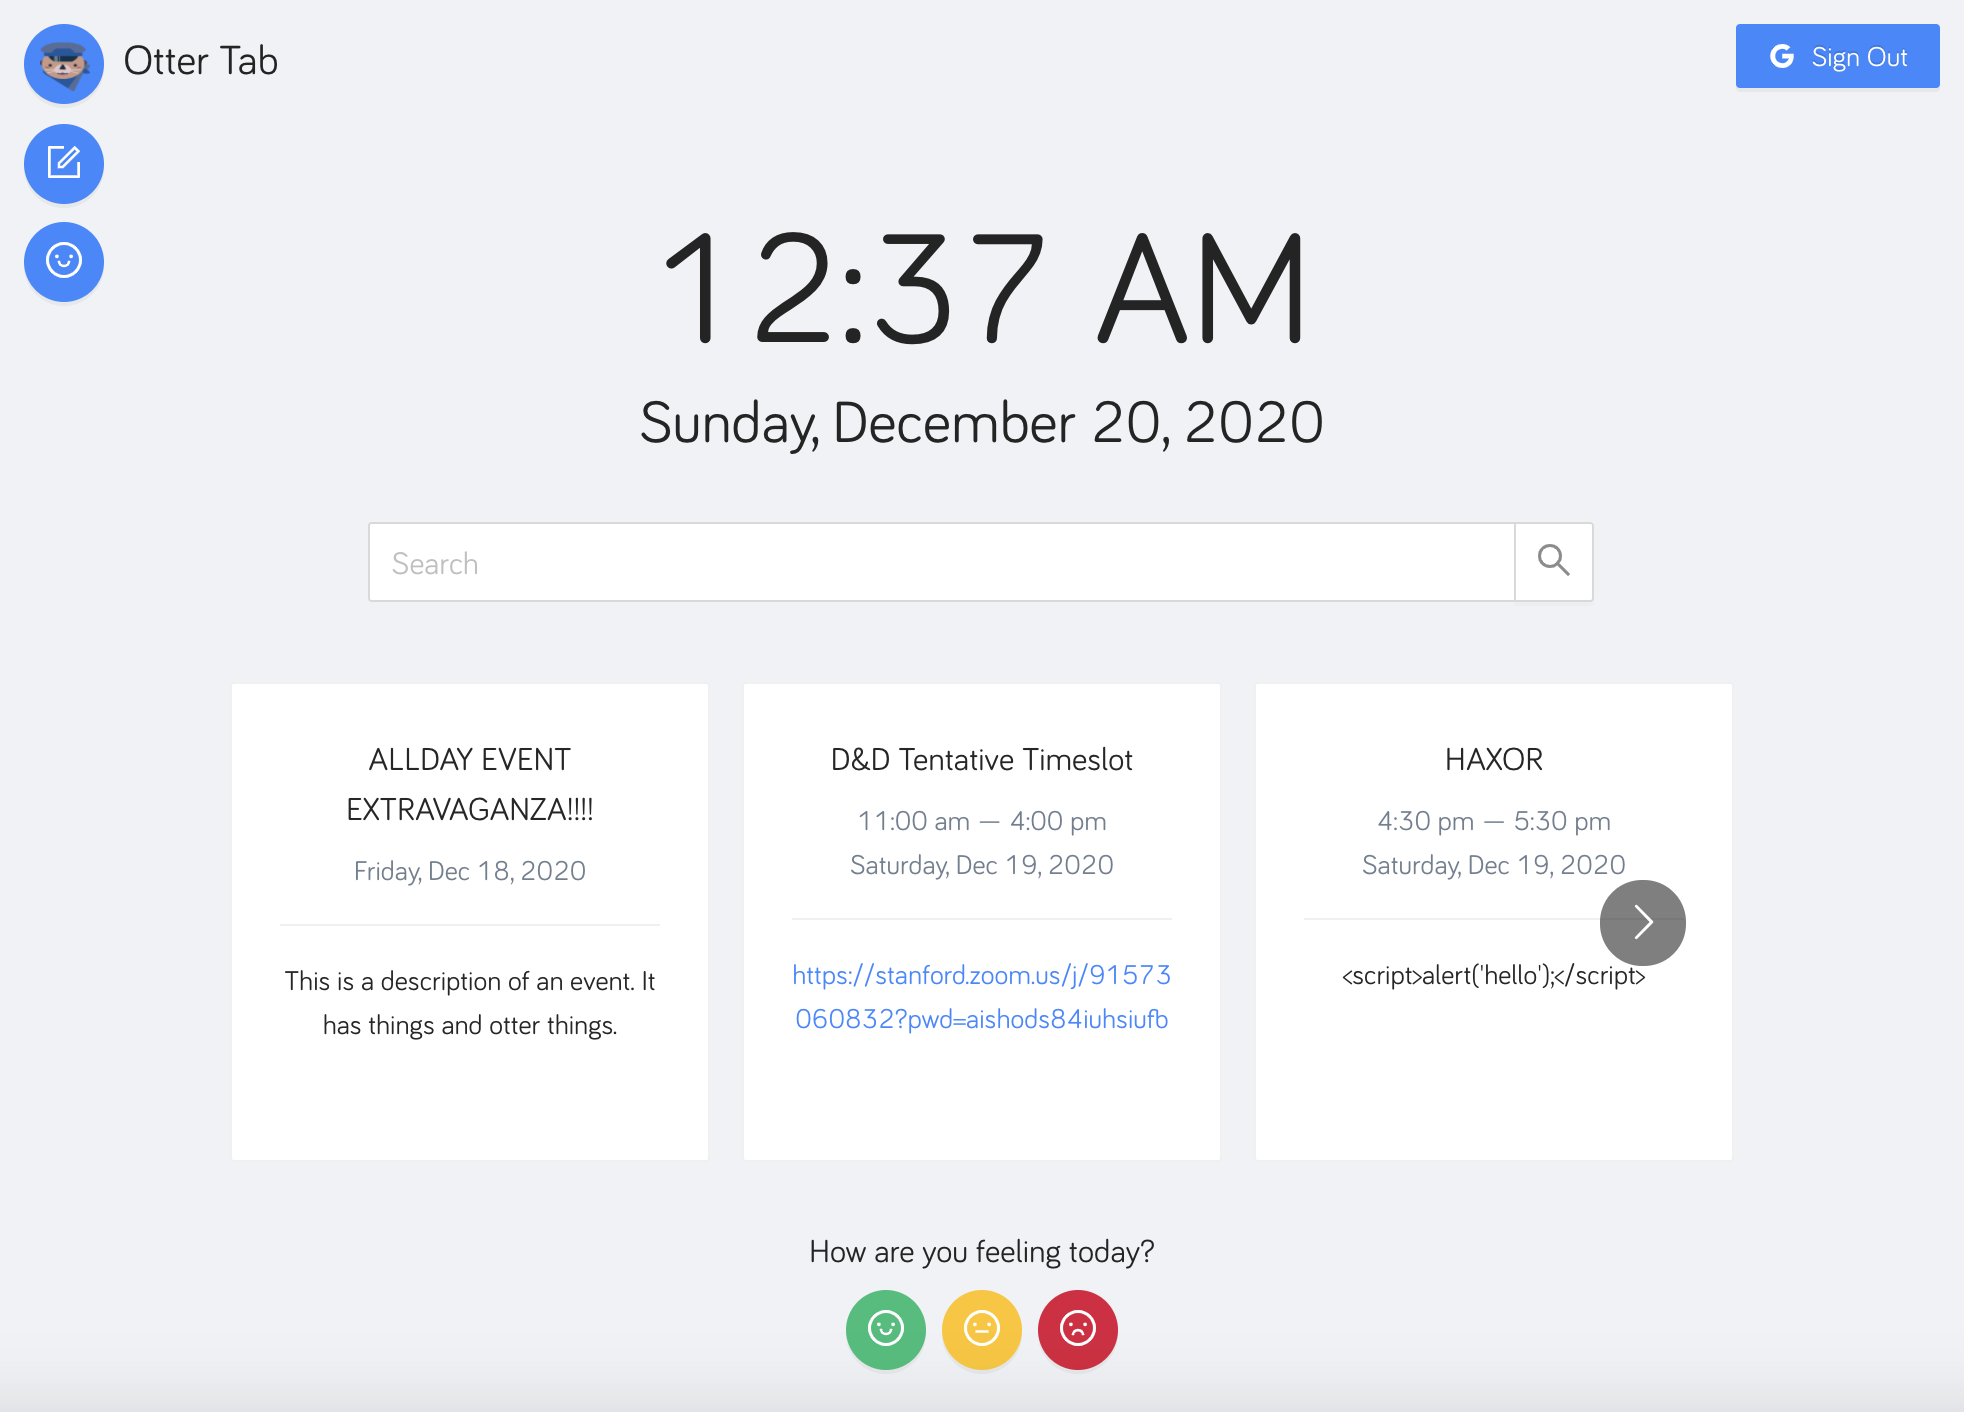 Otter Tab
Sign Out
12:37 AM
Sunday, December 20, 2020
Search
ALLDAY EVENT
EXTRAVAGANZA!!!!
Friday, Dec 18, 2020
This is a description of an event. It
has things and otter things.
D&D Tentative Timeslot
11:00 am — 4:00 pm
Saturday, Dec 19, 2020
https://stanford.zoom.us/j/91573
060832?pwd=aishods84iuhsiufb
HAXOR
4:30 pm — 5:30 pm
Saturday, Dec 19, 2020
<script>alert('hello');</script>
How are you feeling today?